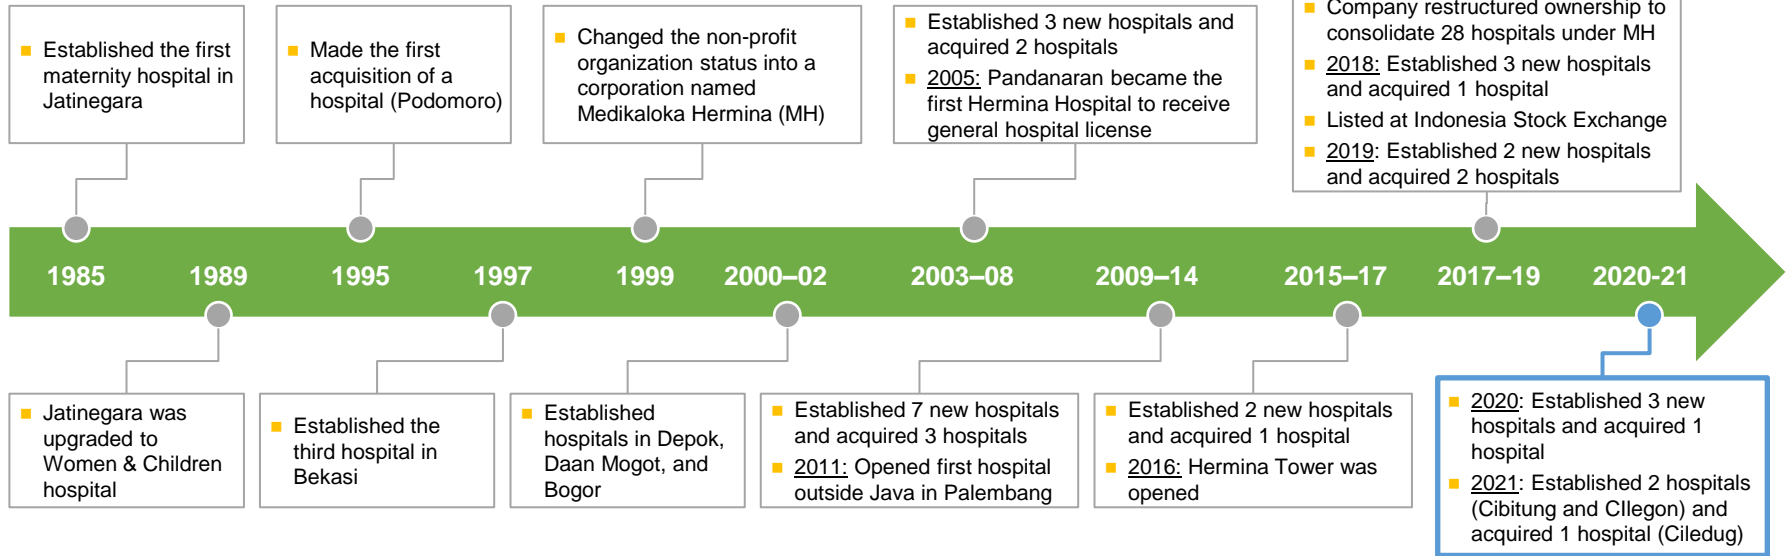 Established the first
maternity hospital in
Jatinegara
Made the first
acquisition of a
hospital (Podomoro)
Changed the non-profit
organization status into a
corporation named
Medikaloka Hermina (MH)
Established 3 new hospitals and
acquired 2 hospitals
2005: Pandanaran became the
first Hermina Hospital to receive
general hospital license
Company restructured ownership to
consolidate 28 hospitals under MH
2018: Established 3 new hospitals
and acquired 1 hospital
Listed at Indonesia Stock Exchange
2019: Established 2 new hospitals
and acquired 2 hospitals
1985
1989
1995
1997
1999
2000–02
2003–08
2009–14
2015–17
2017–19
2020-21
Jatinegara was
upgraded to
Women & Children
hospital
Established the
third hospital in
Bekasi
Established
hospitals in Depok,
Daan Mogot, and
Bogor
Established 7 new hospitals
and acquired 3 hospitals
2011: Opened first hospital
outside Java in Palembang
Established 2 new hospitals
and acquired 1 hospital
2016: Hermina Tower was
opened
2020: Established 3 new
hospitals and acquired 1
hospital
2021: Established 2 hospitals
(Cibitung and CIlegon) and
acquired 1 hospital (Ciledug)